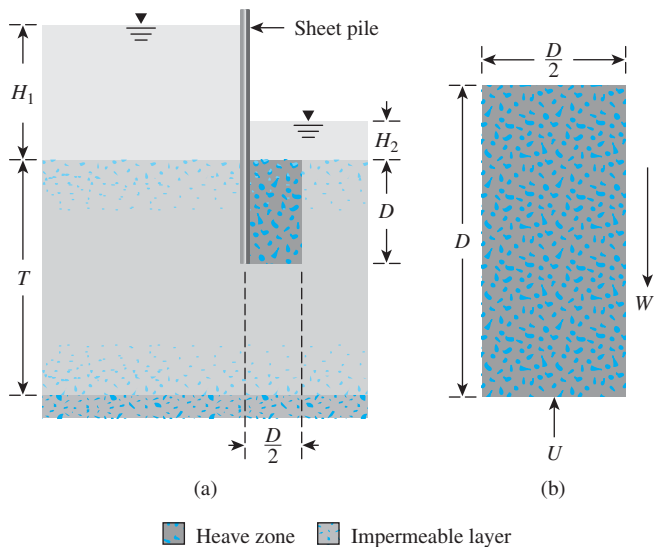 Sheet pile
H₁
H₂
D
T
D/2
(a)
D/2
D
W
U
(b)
Heave zone
Impermeable layer